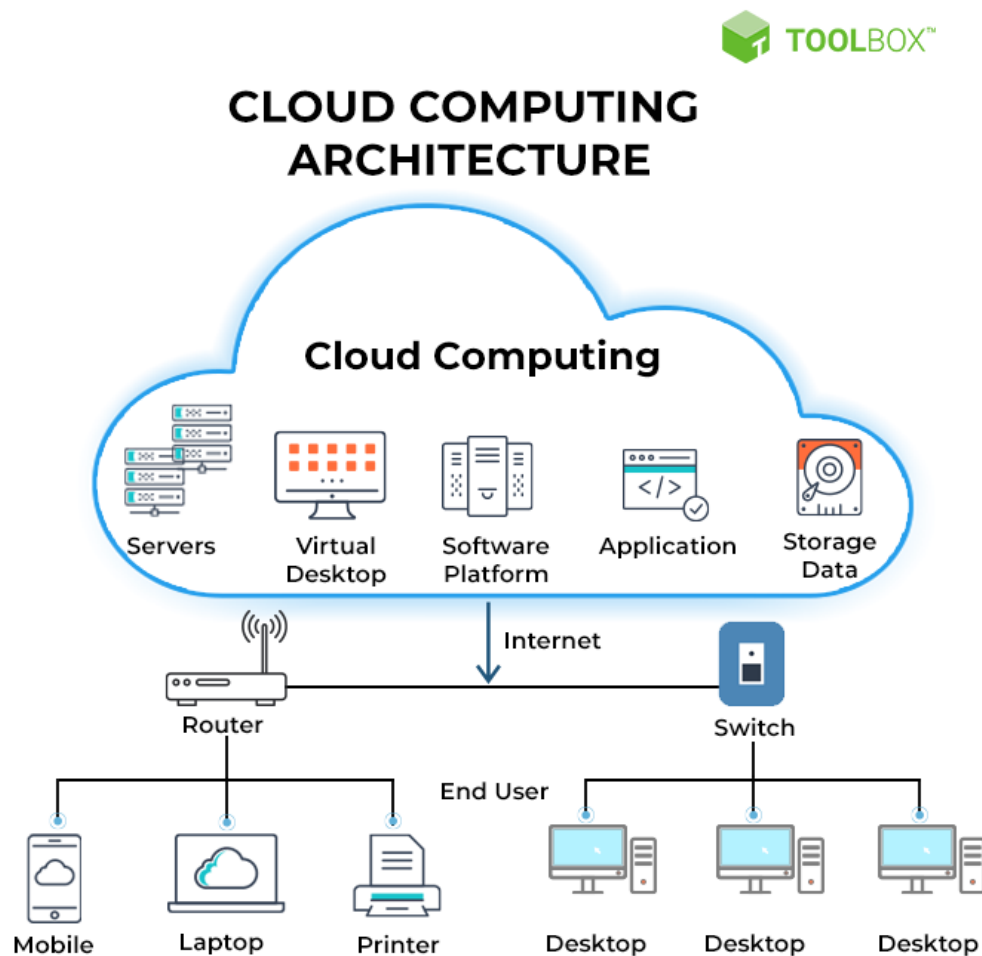 TOOLBOX™
CLOUD COMPUTING
ARCHITECTURE
Cloud Computing
Servers
Virtual
Desktop
Software
Platform
</>
Application
Storage
Data
Internet
Router
Switch
End User
Mobile
Laptop
Printer
Desktop
Desktop
Desktop